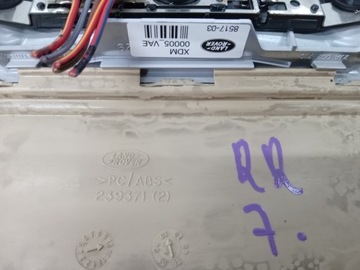 8517-03
LAND-
ROVER
XDM
00005 VAE
LAND-
ROVER
>PC/ABS<
239371 (2)
RR
7.